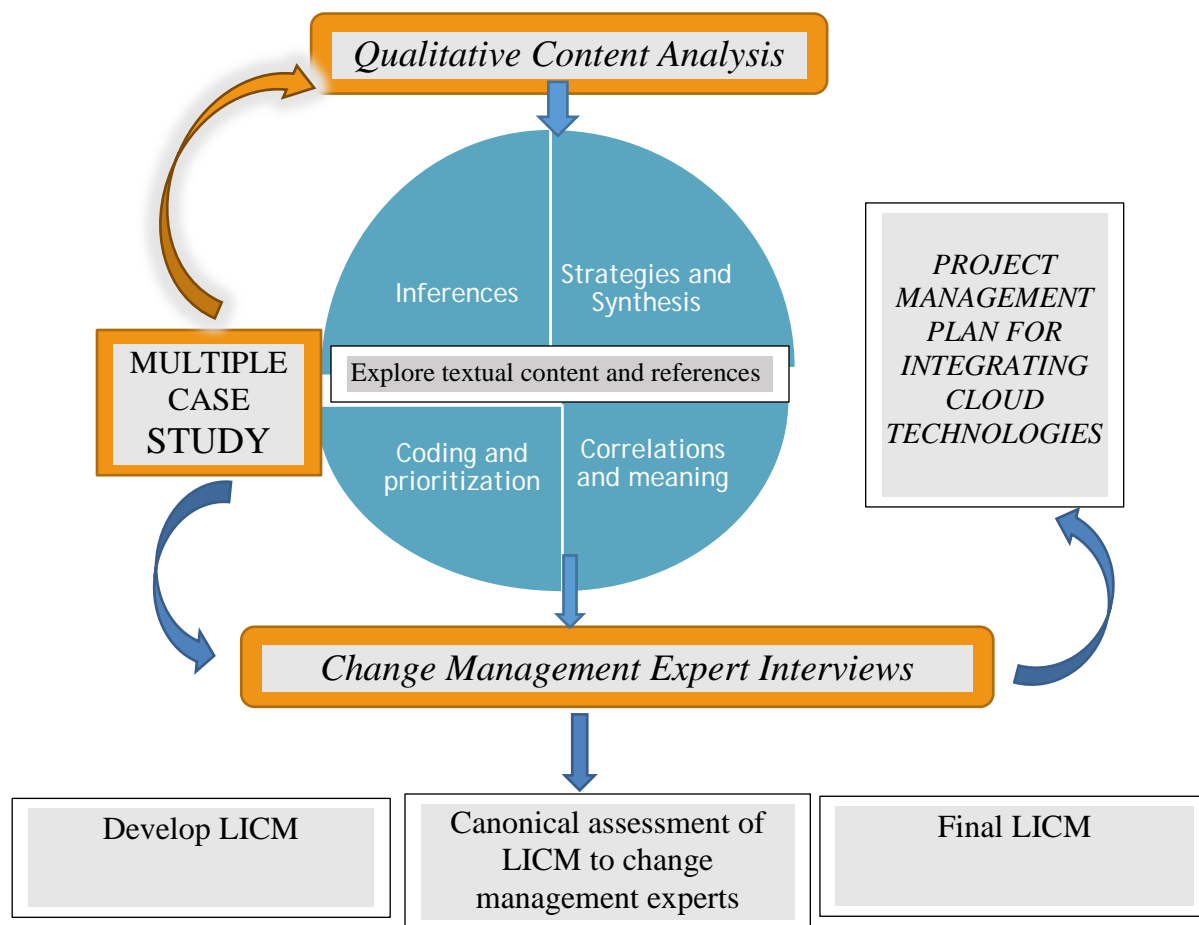 Qualitative Content Analysis
Inferences
Strategies and
Synthesis
PROJECT
MANAGEMENT
PLAN FOR
INTEGRATING
CLOUD
TECHNOLOGIES
MULTIPLE
CASE
STUDY
Explore textual content and references
Coding and
prioritization
Correlations
and meaning
Change Management Expert Interviews
Develop LICM
Canonical assessment of
LICM to change
management experts
Final LICM